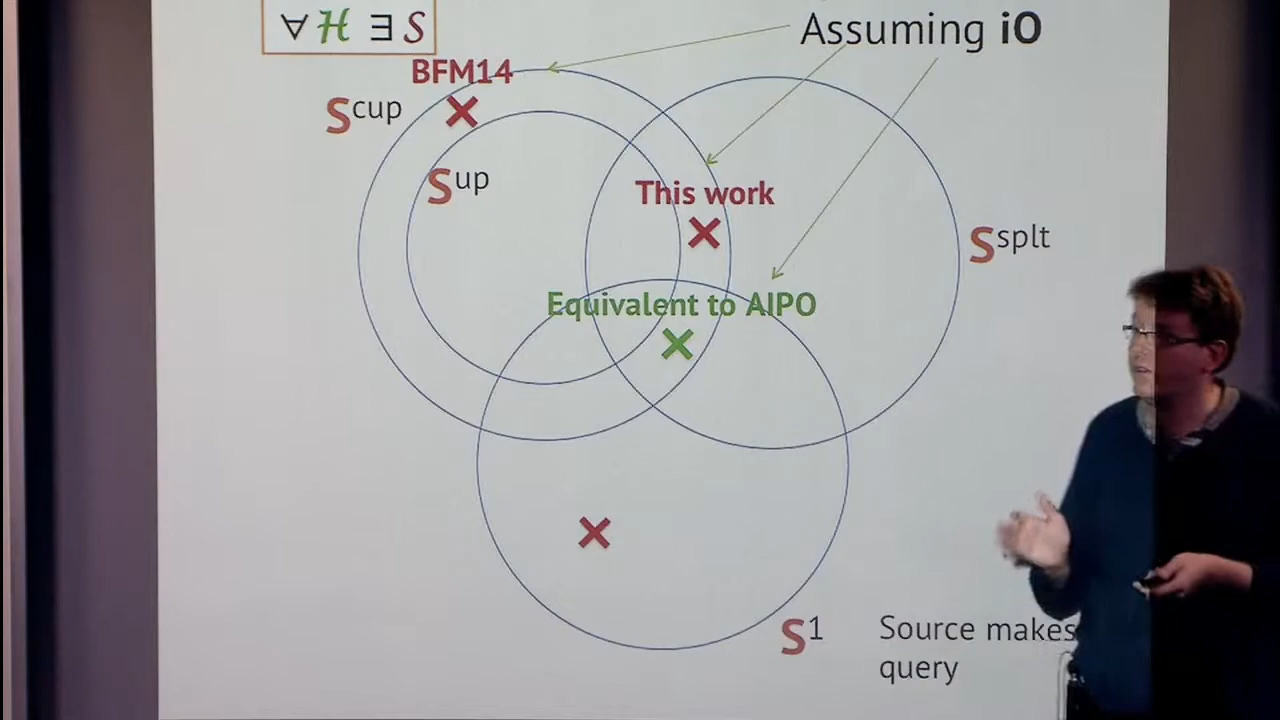 ∀ H ∃ S
Assuming iO
BFM14
Scup
Sup
This work
Ssplt
Equivalent to AIPO
S1
Source makes
query